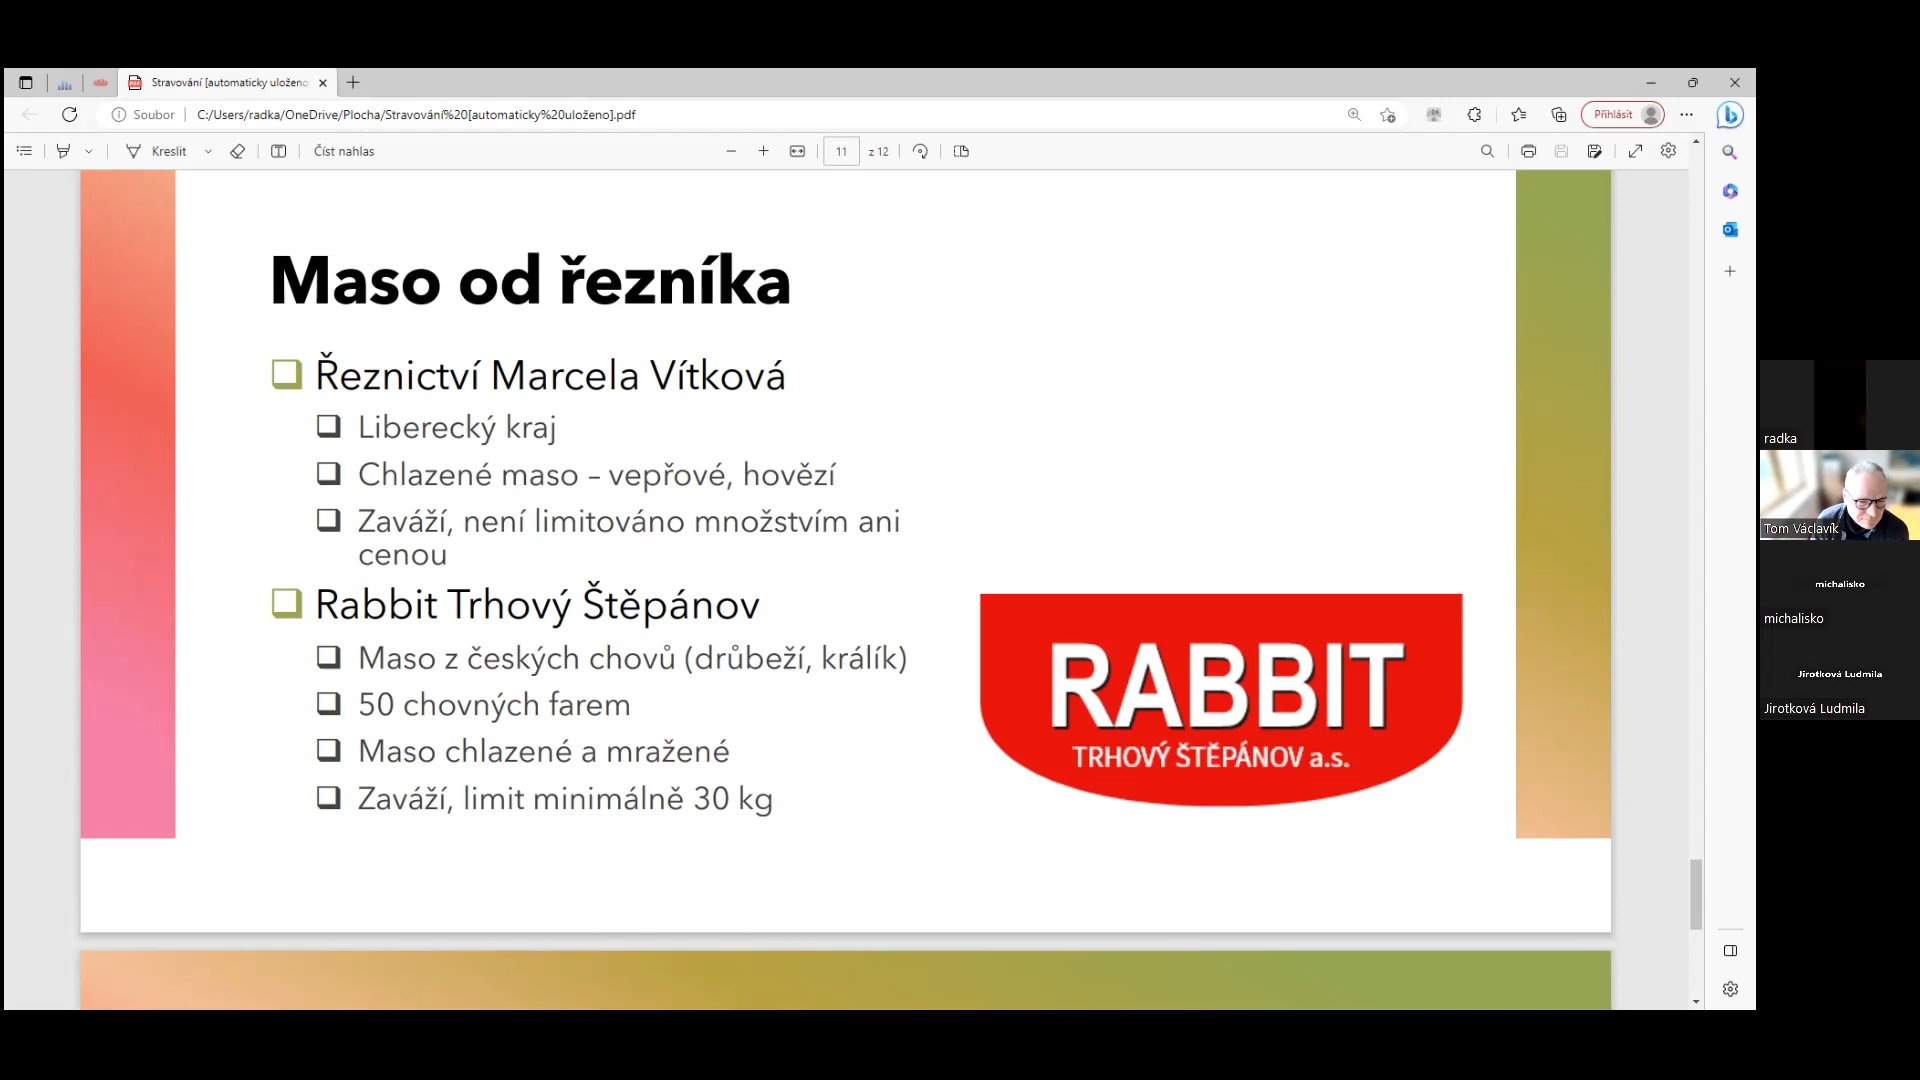 Stravování [automaticky uloženo
Soubor
C:/Users/radka/OneDrive/Plocha/Stravování%20[automaticky%20uloženo].pdf
Přihlásit
Kreslit
Číst nahlas
11
z 12
Maso od řezníka
Řeznictví Marcela Vítková
Liberecký kraj
Chlazené maso – vepřové, hovězí
Zaváží, není limitováno množstvím ani
cenou
Rabbit Trhový Štěpánov
Maso z českých chovů (drůbeží, králík)
50 chovných farem
Maso chlazené a mražené
Zaváží, limit minimálně 30 kg
RABBIT
TRHOVÝ ŠTĚPÁNOV a.s.
radka
Tom Václavík
michalisko
michalisko
Jirotková Ludmila
Jirotková Ludmila